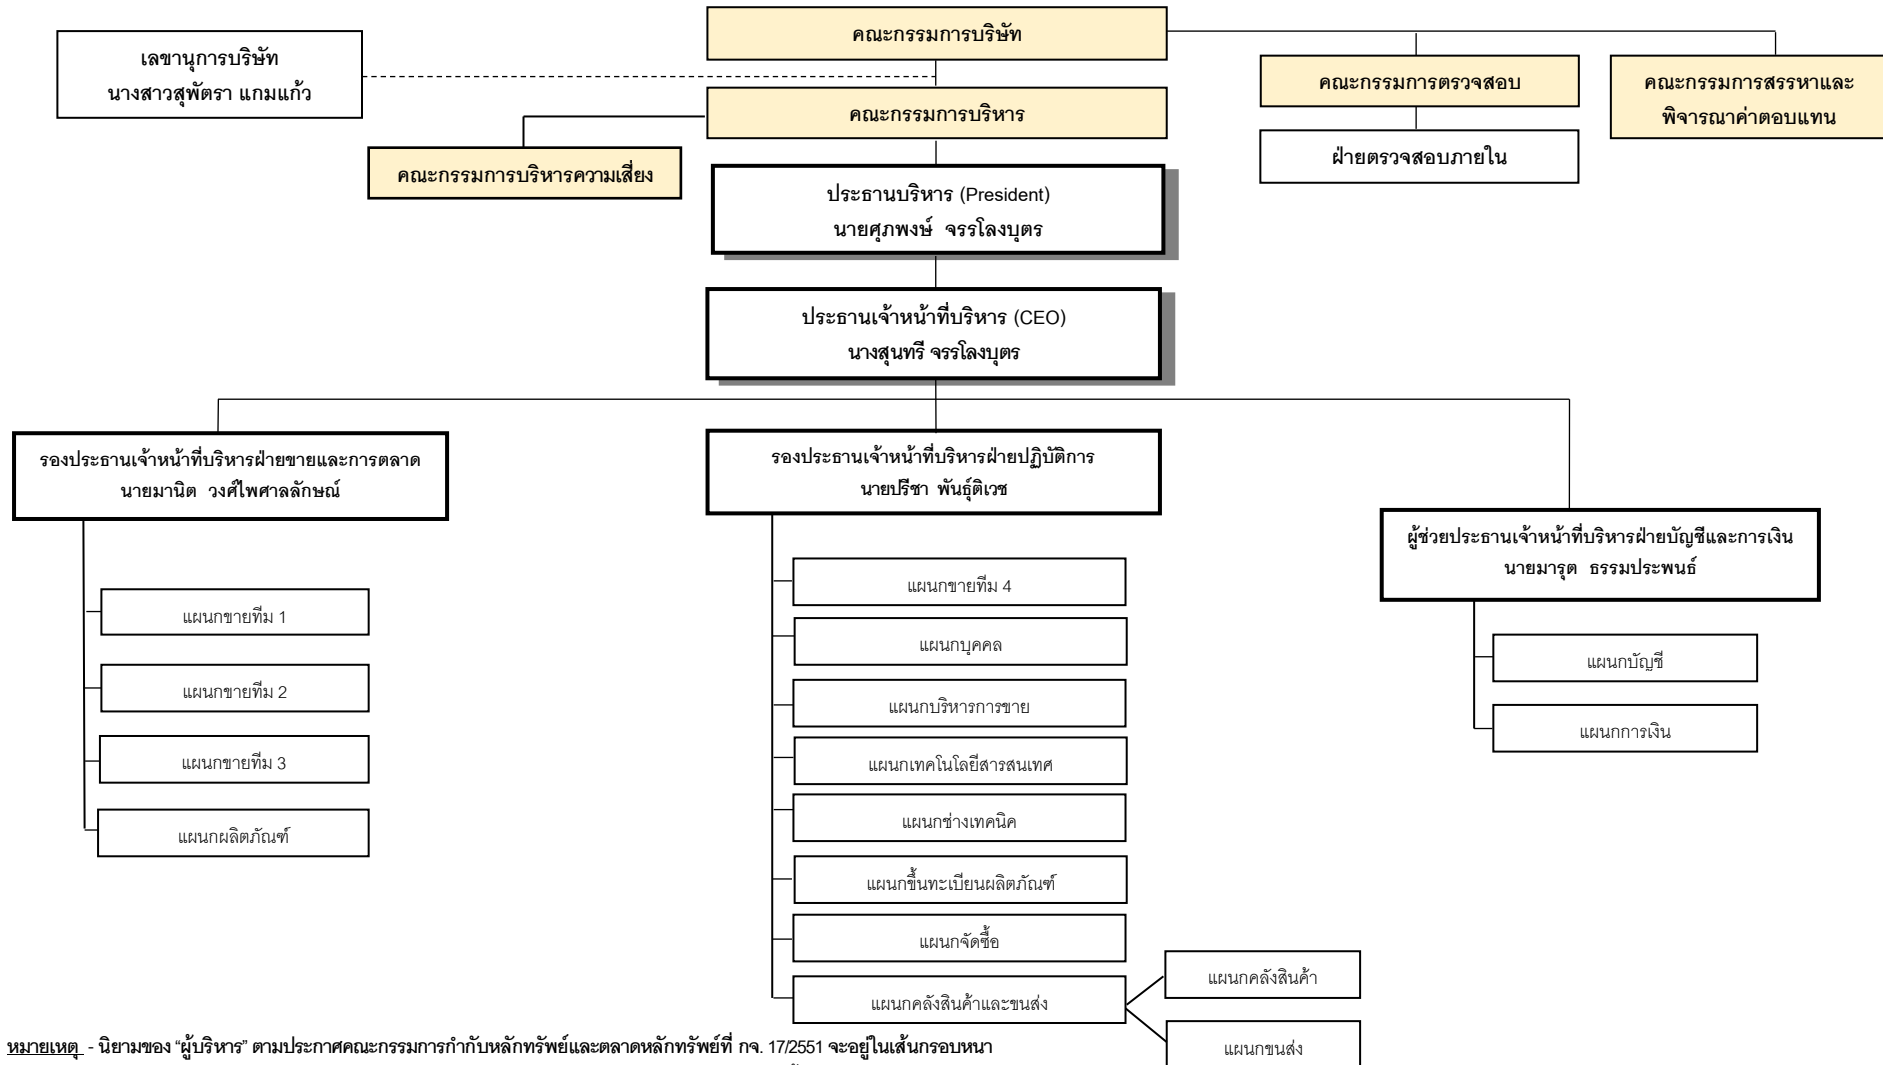 คณะกรรมการบริษัท
เลขานุการบริษัท
นางสาวสุพัตรา แกมแก้ว
คณะกรรมการตรวจสอบ
คณะกรรมการสรรหาและ
พิจารณาค่าตอบแทน
คณะกรรมการบริหาร
ฝ่ายตรวจสอบภายใน
คณะกรรมการบริหารความเสี่ยง
ประธานบริหาร (President)
นายศุภพงษ์ จรรโลงบุตร
ประธานเจ้าหน้าที่บริหาร (CEO)
นางสุนทรี จรรโลงบุตร
รองประธานเจ้าหน้าที่บริหารฝ่ายขายและการตลาด
นายมานิต วงศ์ไพศาลลักษณ์
รองประธานเจ้าหน้าที่บริหารฝ่ายปฏิบัติการ
นายปรีชา พันธุ์ติเวช
ผู้ช่วยประธานเจ้าหน้าที่บริหารฝ่ายบัญชีและการเงิน
นายมารุต ธรรมประพนธ์
แผนกขายทีม 1
แผนกขายทีม 2
แผนกขายทีม 3
แผนกผลิตภัณฑ์
แผนกขายทีม 4
แผนกบุคคล
แผนกบริหารการขาย
แผนกเทคโนโลยีสารสนเทศ
แผนกช่างเทคนิค
แผนกขึ้นทะเบียนผลิตภัณฑ์
แผนกจัดซื้อ
แผนกคลังสินค้าและขนส่ง
แผนกบัญชี
แผนกการเงิน
แผนกคลังสินค้า
แผนกขนส่ง
หมายเหตุ - นิยามของ “ผู้บริหาร” ตามประกาศคณะกรรมการกำกับหลักทรัพย์และตลาดหลักทรัพย์ที่ กจ. 17/2551 จะอยู่ในเส้นกรอบหนา